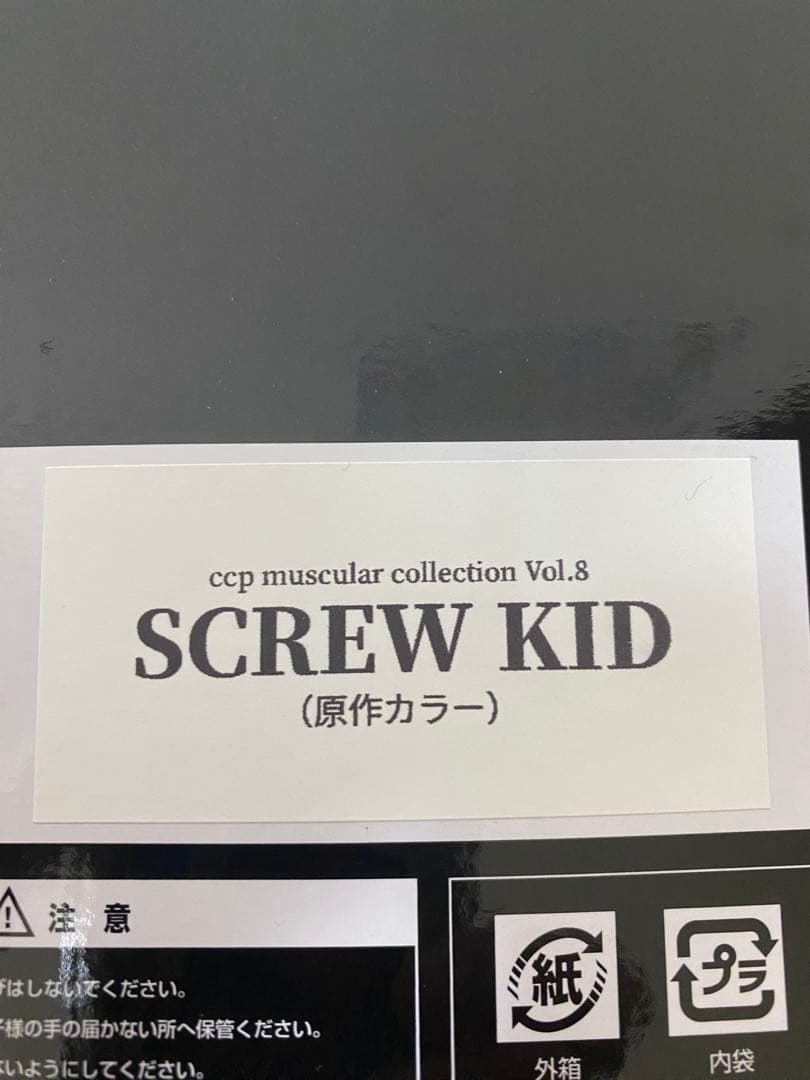 ccp muscular collection Vol.8
SCREW KID
（原作カラー）
注 意
はしないでください。
様の手の届かない所へ保管ください。
ないようにしてください。
紙
外箱
プラ
内袋